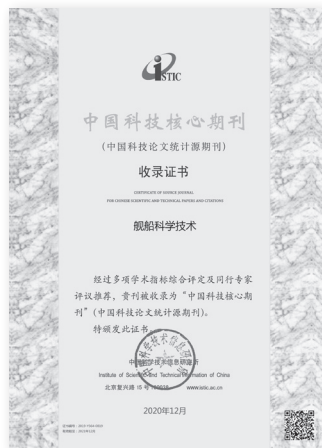 ISTIC
中国科技核心期刊
(中国科技论文统计源期刊)
收录证书
CERTIFICATE OF SOURCE JOURNAL
FOR CHINESE SCIENTIFIC AND TECHNICAL PAPERS AND CITATIONS
舰船科学技术
经过多项学术指标综合评定及同行专家
评议推荐,贵刊被收录为“中国科技核心期
刊”(中国科技论文统计源期刊)。
特颁发此证书。
中国科学技术信息研究所
Institute of Scientific and Technical Information of China
北京复兴路 15 号 100038 www.istic.ac.cn
2020年12月